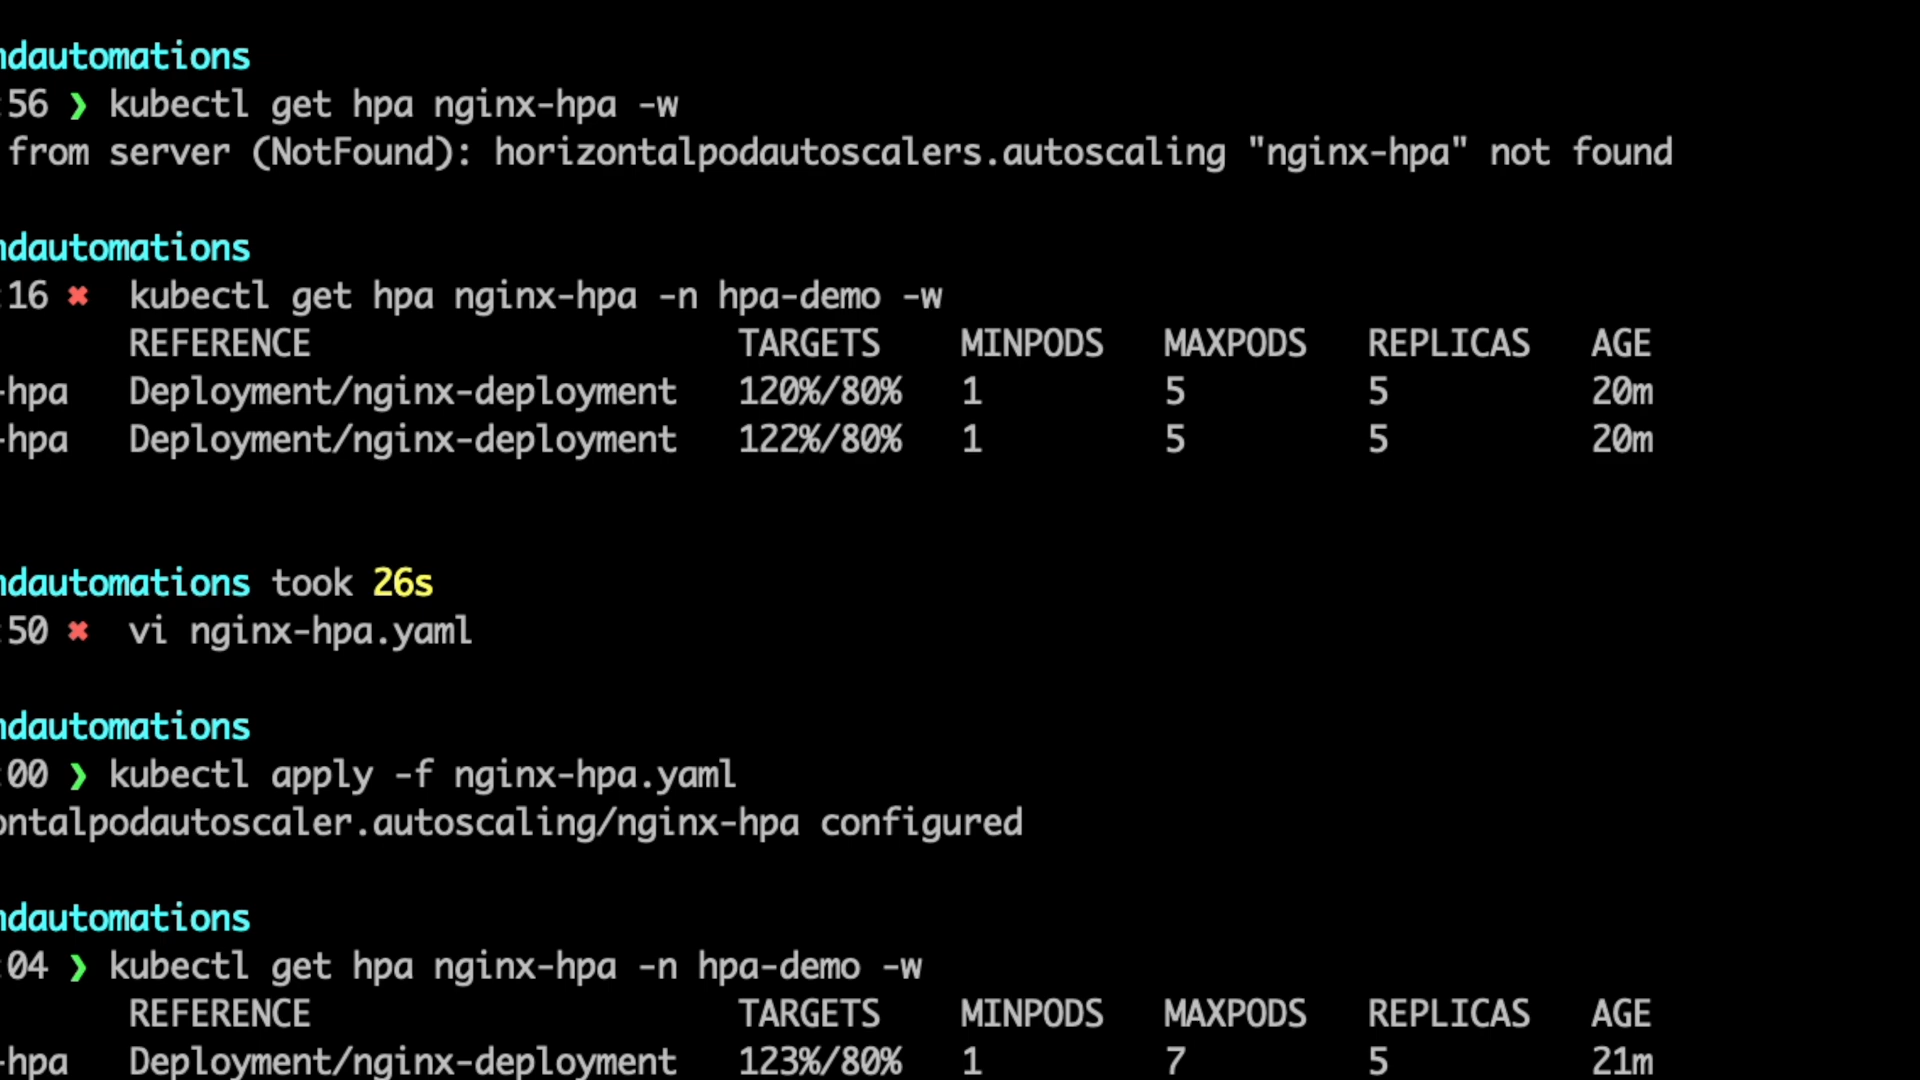 ndautomations
:56 ❯ kubectl get hpa nginx-hpa -w
from server (NotFound): horizontalpodautoscalers.autoscaling "nginx-hpa" not found
ndautomations
:16 ✖ kubectl get hpa nginx-hpa -n hpa-demo -w
REFERENCE TARGETS MINPODS MAXPODS REPLICAS AGE
-hpa Deployment/nginx-deployment 120%/80% 1 5 5 20m
-hpa Deployment/nginx-deployment 122%/80% 1 5 5 20m
ndautomations took 26s
:50 ✖ vi nginx-hpa.yaml
ndautomations
:00 ❯ kubectl apply -f nginx-hpa.yaml
ontalpodautoscaler.autoscaling/nginx-hpa configured
ndautomations
:04 ❯ kubectl get hpa nginx-hpa -n hpa-demo -w
REFERENCE TARGETS MINPODS MAXPODS REPLICAS AGE
-hpa Deployment/nginx-deployment 123%/80% 1 7 5 21m